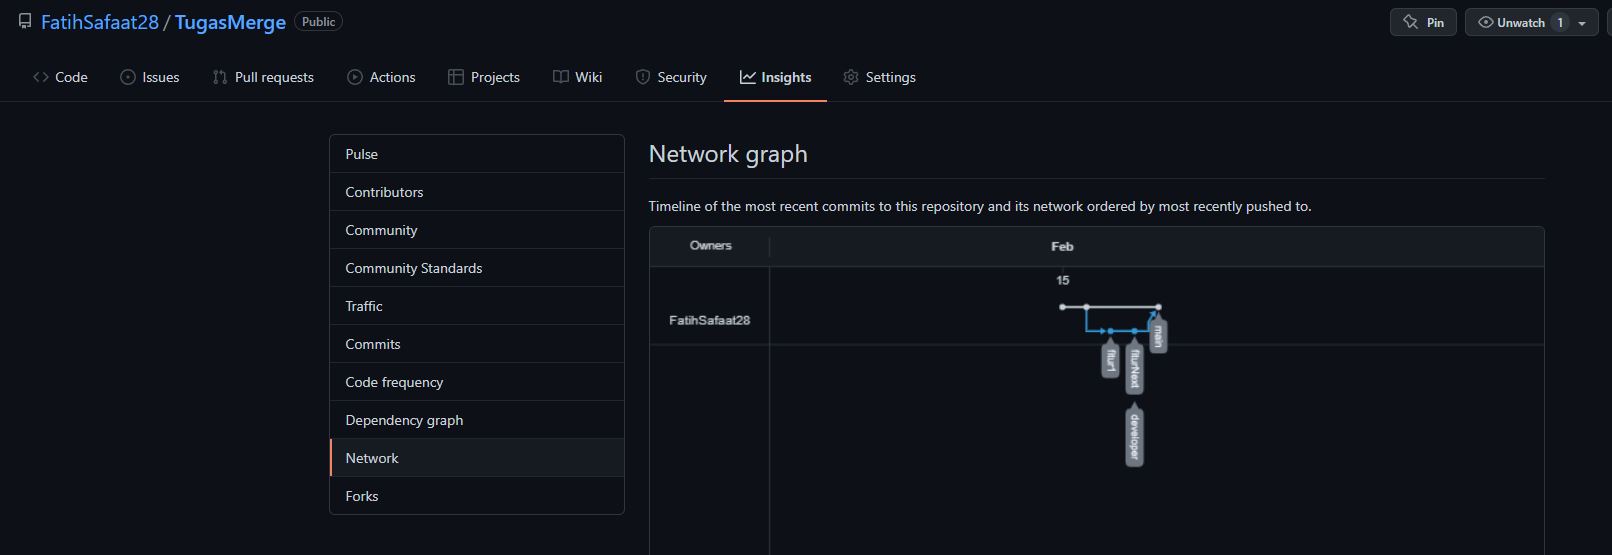 FatihSafaat28 / TugasMerge Public
Pin
Unwatch 1
Code Issues Pull requests Actions Projects Wiki Security Insights Settings
Pulse
Contributors
Community
Community Standards
Traffic
Commits
Code frequency
Dependency graph
Network
Forks
Network graph
Timeline of the most recent commits to this repository and its network ordered by most recently pushed to.
Owners Feb
15
FatihSafaat28
main
fitur1
fiturNext
developer